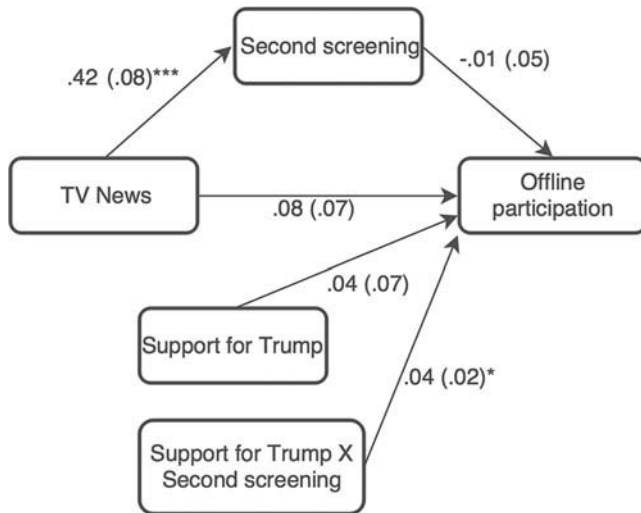 Second screening
.42 (.08)***
-.01 (.05)
TV News
.08 (.07)
Offline
participation
.04 (.07)
Support for Trump
.04 (.02)*
Support for Trump X
Second screening